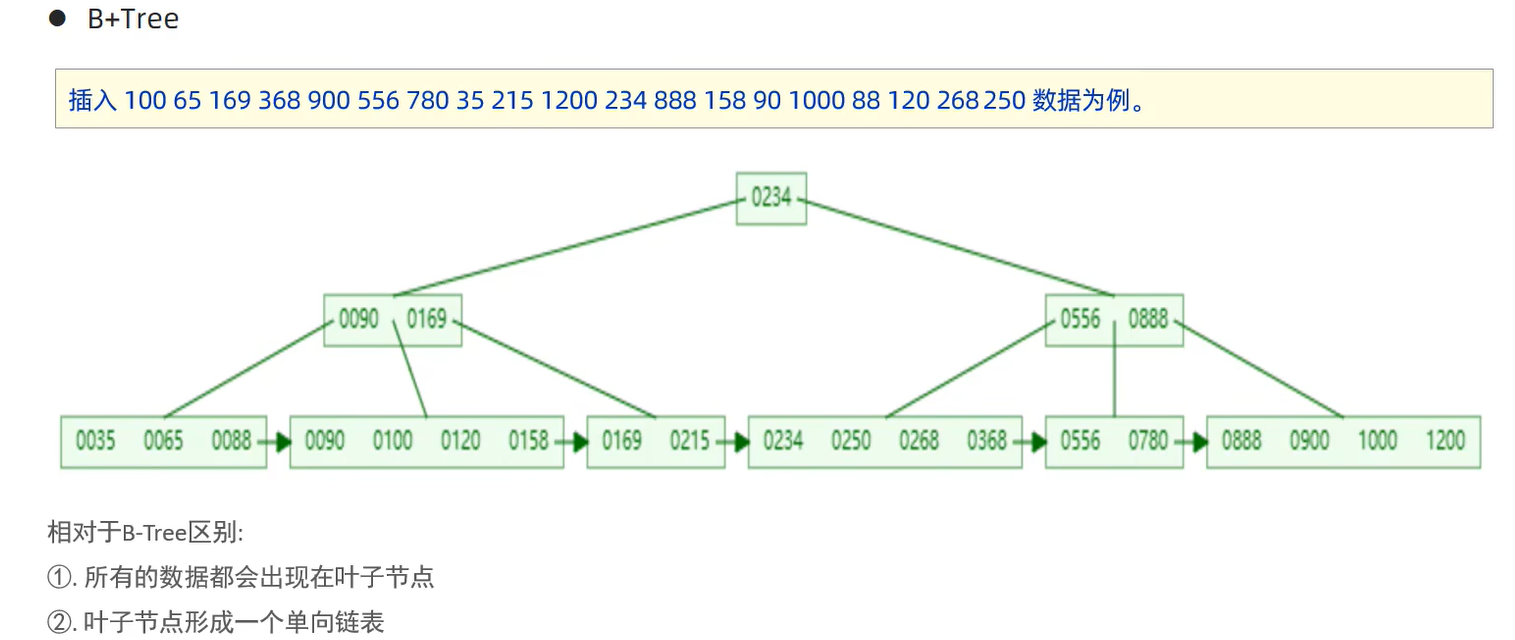 ● B+Tree
插入 100 65 169 368 900 556 780 35 215 1200 234 888 158 90 1000 88 120 268 250 数据为例。
0234
0090 0169 0556 0888
0035 0065 0088 0090 0100 0120 0158 0169 0215 0234 0250 0268 0368 0556 0780 0888 0900 1000 1200
相对于B-Tree区别:
①. 所有的数据都会出现在叶子节点
②. 叶子节点形成一个单向链表